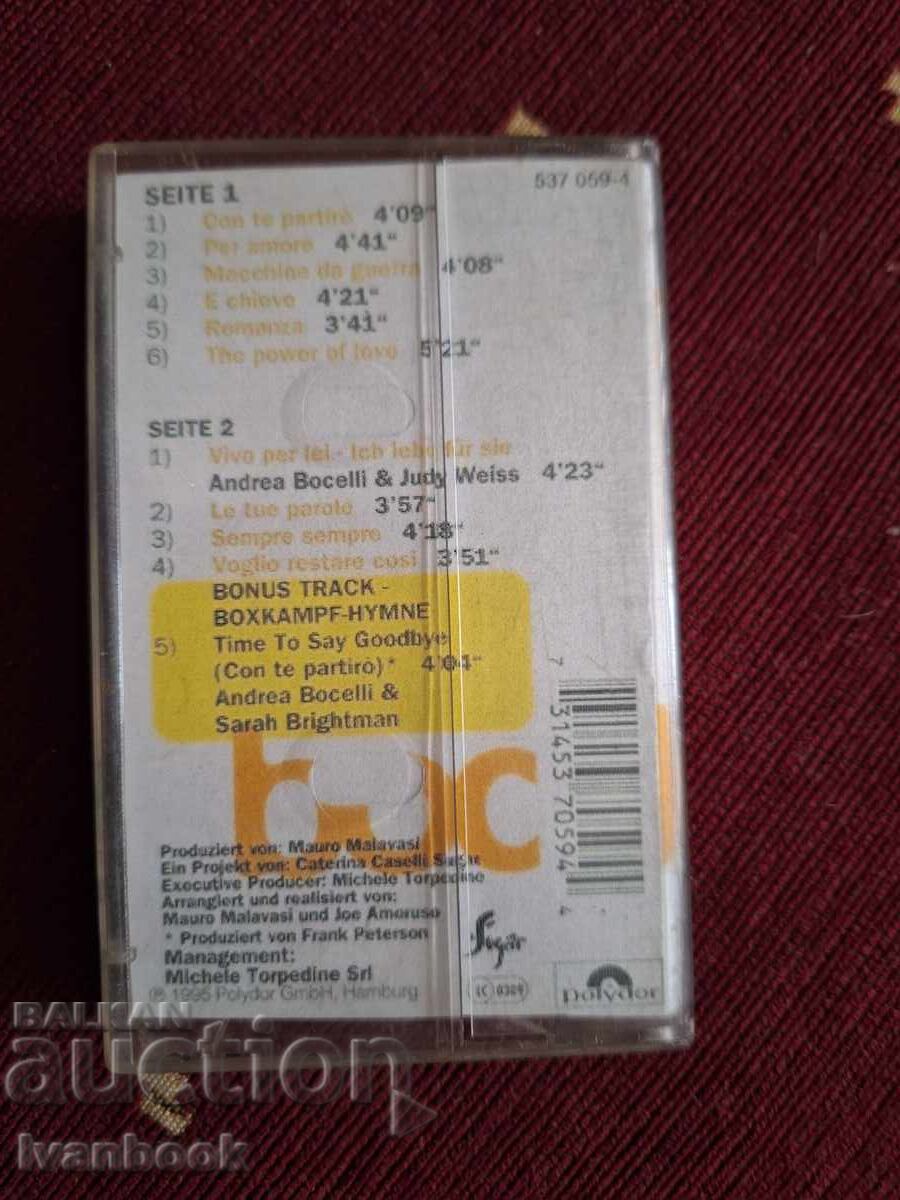 537 059-4
SEITE 1
1) Con te partirò 4'09"
2) Per amore 4'41"
3) Macchine da guerra 4'08"
4) E chiove 4'21"
5) Romanza 3'41"
6) The power of love 5'21"
SEITE 2
1) Vivo per lei - Ich lebe für sie
Andrea Bocelli & Judy Weiss 4'23"
2) Le tue parole 3'57"
3) Sempre sempre 4'18"
4) Voglio restare così 3'51"
BONUS TRACK -
BOXKAMPF-HYMNE
5) Time To Say Goodbye
(Con te partirò)* 4'04"
Andrea Bocelli &
Sarah Brightman
boc
7 31453 70594 4
Produziert von: Mauro Malavasi
Ein Projekt von: Caterina Caselli Sugar
Executive Producer: Michele Torpedine
Arrangiert und realisiert von:
Mauro Malavasi und Joe Amoruso
* Produziert von Frank Peterson
Management:
Michele Torpedine Srl
℗ 1996 Polydor GmbH, Hamburg
Sugar
LC 0309
polydor
BALKAN
auction
Ivanbook